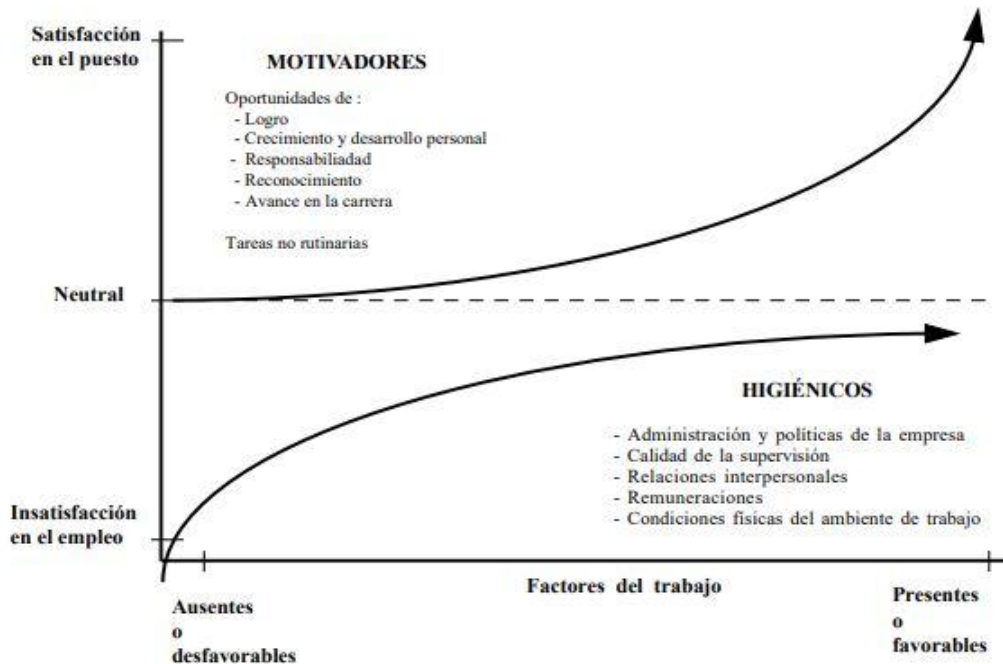 Satisfacción
en el puesto
MOTIVADORES
Oportunidades de :
- Logro
- Crecimiento y desarrollo personal
- Responsabiliadad
- Reconocimiento
- Avance en la carrera
Tareas no rutinarias
Neutral
HIGIÉNICOS
- Administración y políticas de la empresa
- Calidad de la supervisión
- Relaciones interpersonales
- Remuneraciones
- Condiciones físicas del ambiente de trabajo
Insatisfacción
en el empleo
Factores del trabajo
Ausentes
o
desfavorables
Presentes
o
favorables